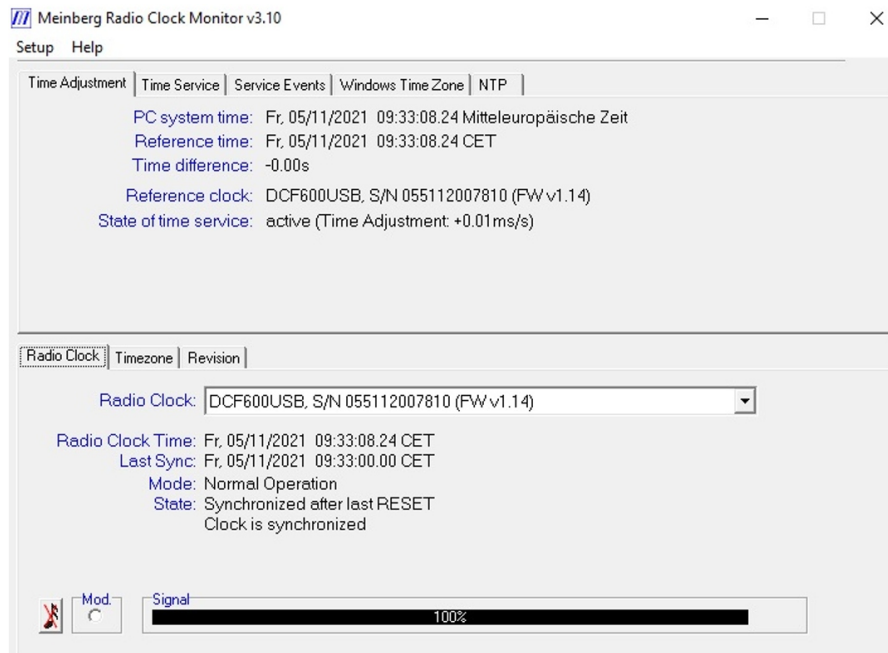 Meinberg Radio Clock Monitor v3.10
Setup Help
Time Adjustment Time Service Service Events Windows Time Zone NTP
PC system time: Fr, 05/11/2021 09:33:08.24 Mitteleuropäische Zeit
Reference time: Fr, 05/11/2021 09:33:08.24 CET
Time difference: -0.00s
Reference clock: DCF600USB, S/N 055112007810 (FW v1.14)
State of time service: active (Time Adjustment: +0.01ms/s)
Radio Clock Timezone Revision
Radio Clock: DCF600USB, S/N 055112007810 (FW v1.14)
Radio Clock Time: Fr, 05/11/2021 09:33:08.24 CET
Last Sync: Fr, 05/11/2021 09:33:00.00 CET
Mode: Normal Operation
State: Synchronized after last RESET
Clock is synchronized
Mod. Signal
100%